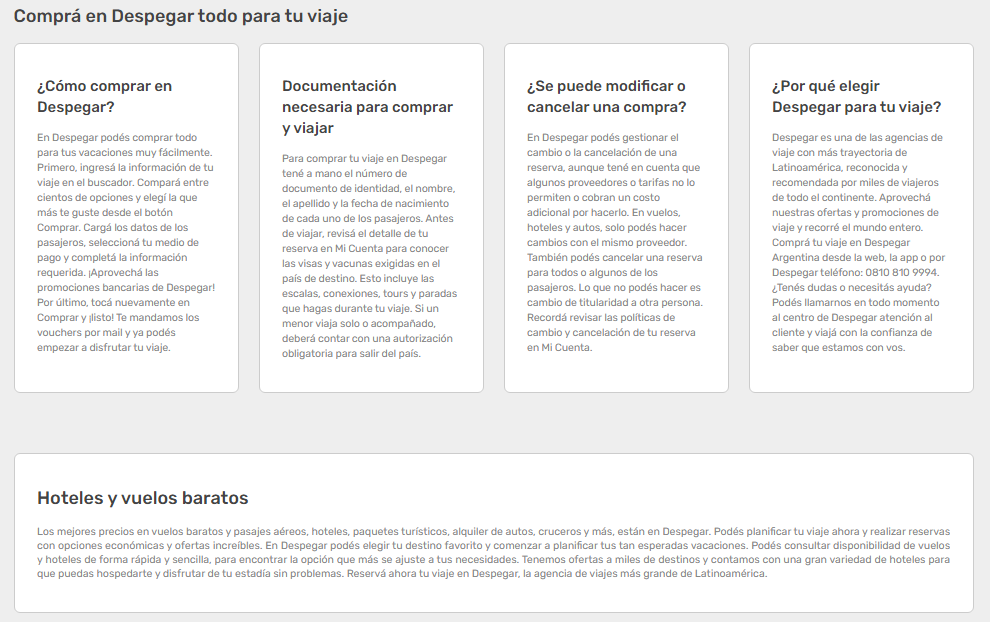 Comprá en Despegar todo para tu viaje
¿Cómo comprar en
Despegar?
En Despegar podés comprar todo
para tus vacaciones muy fácilmente.
Primero, ingresá la información de tu
viaje en el buscador. Compará entre
cientos de opciones y elegí la que
más te guste desde el botón
Comprar. Cargá los datos de los
pasajeros, seleccioná tu medio de
pago y completá la información
requerida. ¡Aprovechá las
promociones bancarias de Despegar!
Por último, tocá nuevamente en
Comprar y ¡listo! Te mandamos los
vouchers por mail y ya podés
empezar a disfrutar tu viaje.
Documentación
necesaria para comprar
y viajar
Para comprar tu viaje en Despegar
tené a mano el número de
documento de identidad, el nombre,
el apellido y la fecha de nacimiento
de cada uno de los pasajeros. Antes
de viajar, revisá el detalle de tu
reserva en Mi Cuenta para conocer
las visas y vacunas exigidas en el
país de destino. Esto incluye las
escalas, conexiones, tours y paradas
que hagas durante tu viaje. Si un
menor viaja solo o acompañado,
deberá contar con una autorización
obligatoria para salir del país.
¿Se puede modificar o
cancelar una compra?
En Despegar podés gestionar el
cambio o la cancelación de una
reserva, aunque tené en cuenta que
algunos proveedores o tarifas no lo
permiten o cobran un costo
adicional por hacerlo. En vuelos,
hoteles y autos, solo podés hacer
cambios con el mismo proveedor.
También podés cancelar una reserva
para todos o algunos de los
pasajeros. Lo que no podés hacer es
cambio de titularidad a otra persona.
Recordá revisar las políticas de
cambio y cancelación de tu reserva
en Mi Cuenta.
¿Por qué elegir
Despegar para tu viaje?
Despegar es una de las agencias de
viaje con más trayectoria de
Latinoamérica, reconocida y
recomendada por miles de viajeros
de todo el continente. Aprovechá
nuestras ofertas y promociones de
viaje y recorré el mundo entero.
Comprá tu viaje en Despegar
Argentina desde la web, la app o por
Despegar teléfono: 0810 810 9994.
¿Tenés dudas o necesitás ayuda?
Podés llamarnos en todo momento
al centro de Despegar atención al
cliente y viajá con la confianza de
saber que estamos con vos.
Hoteles y vuelos baratos
Los mejores precios en vuelos baratos y pasajes aéreos, hoteles, paquetes turísticos, alquiler de autos, cruceros y más, están en Despegar. Podés planificar tu viaje ahora y realizar reservas
con opciones económicas y ofertas increíbles. En Despegar podés elegir tu destino favorito y comenzar a planificar tus tan esperadas vacaciones. Podés consultar disponibilidad de vuelos
y hoteles de forma rápida y sencilla, para encontrar la opción que más se ajuste a tus necesidades. Tenemos ofertas a miles de destinos y contamos con una gran variedad de hoteles para
que puedas hospedarte y disfrutar de tu estadía sin problemas. Reservá ahora tu viaje en Despegar, la agencia de viajes más grande de Latinoamérica.